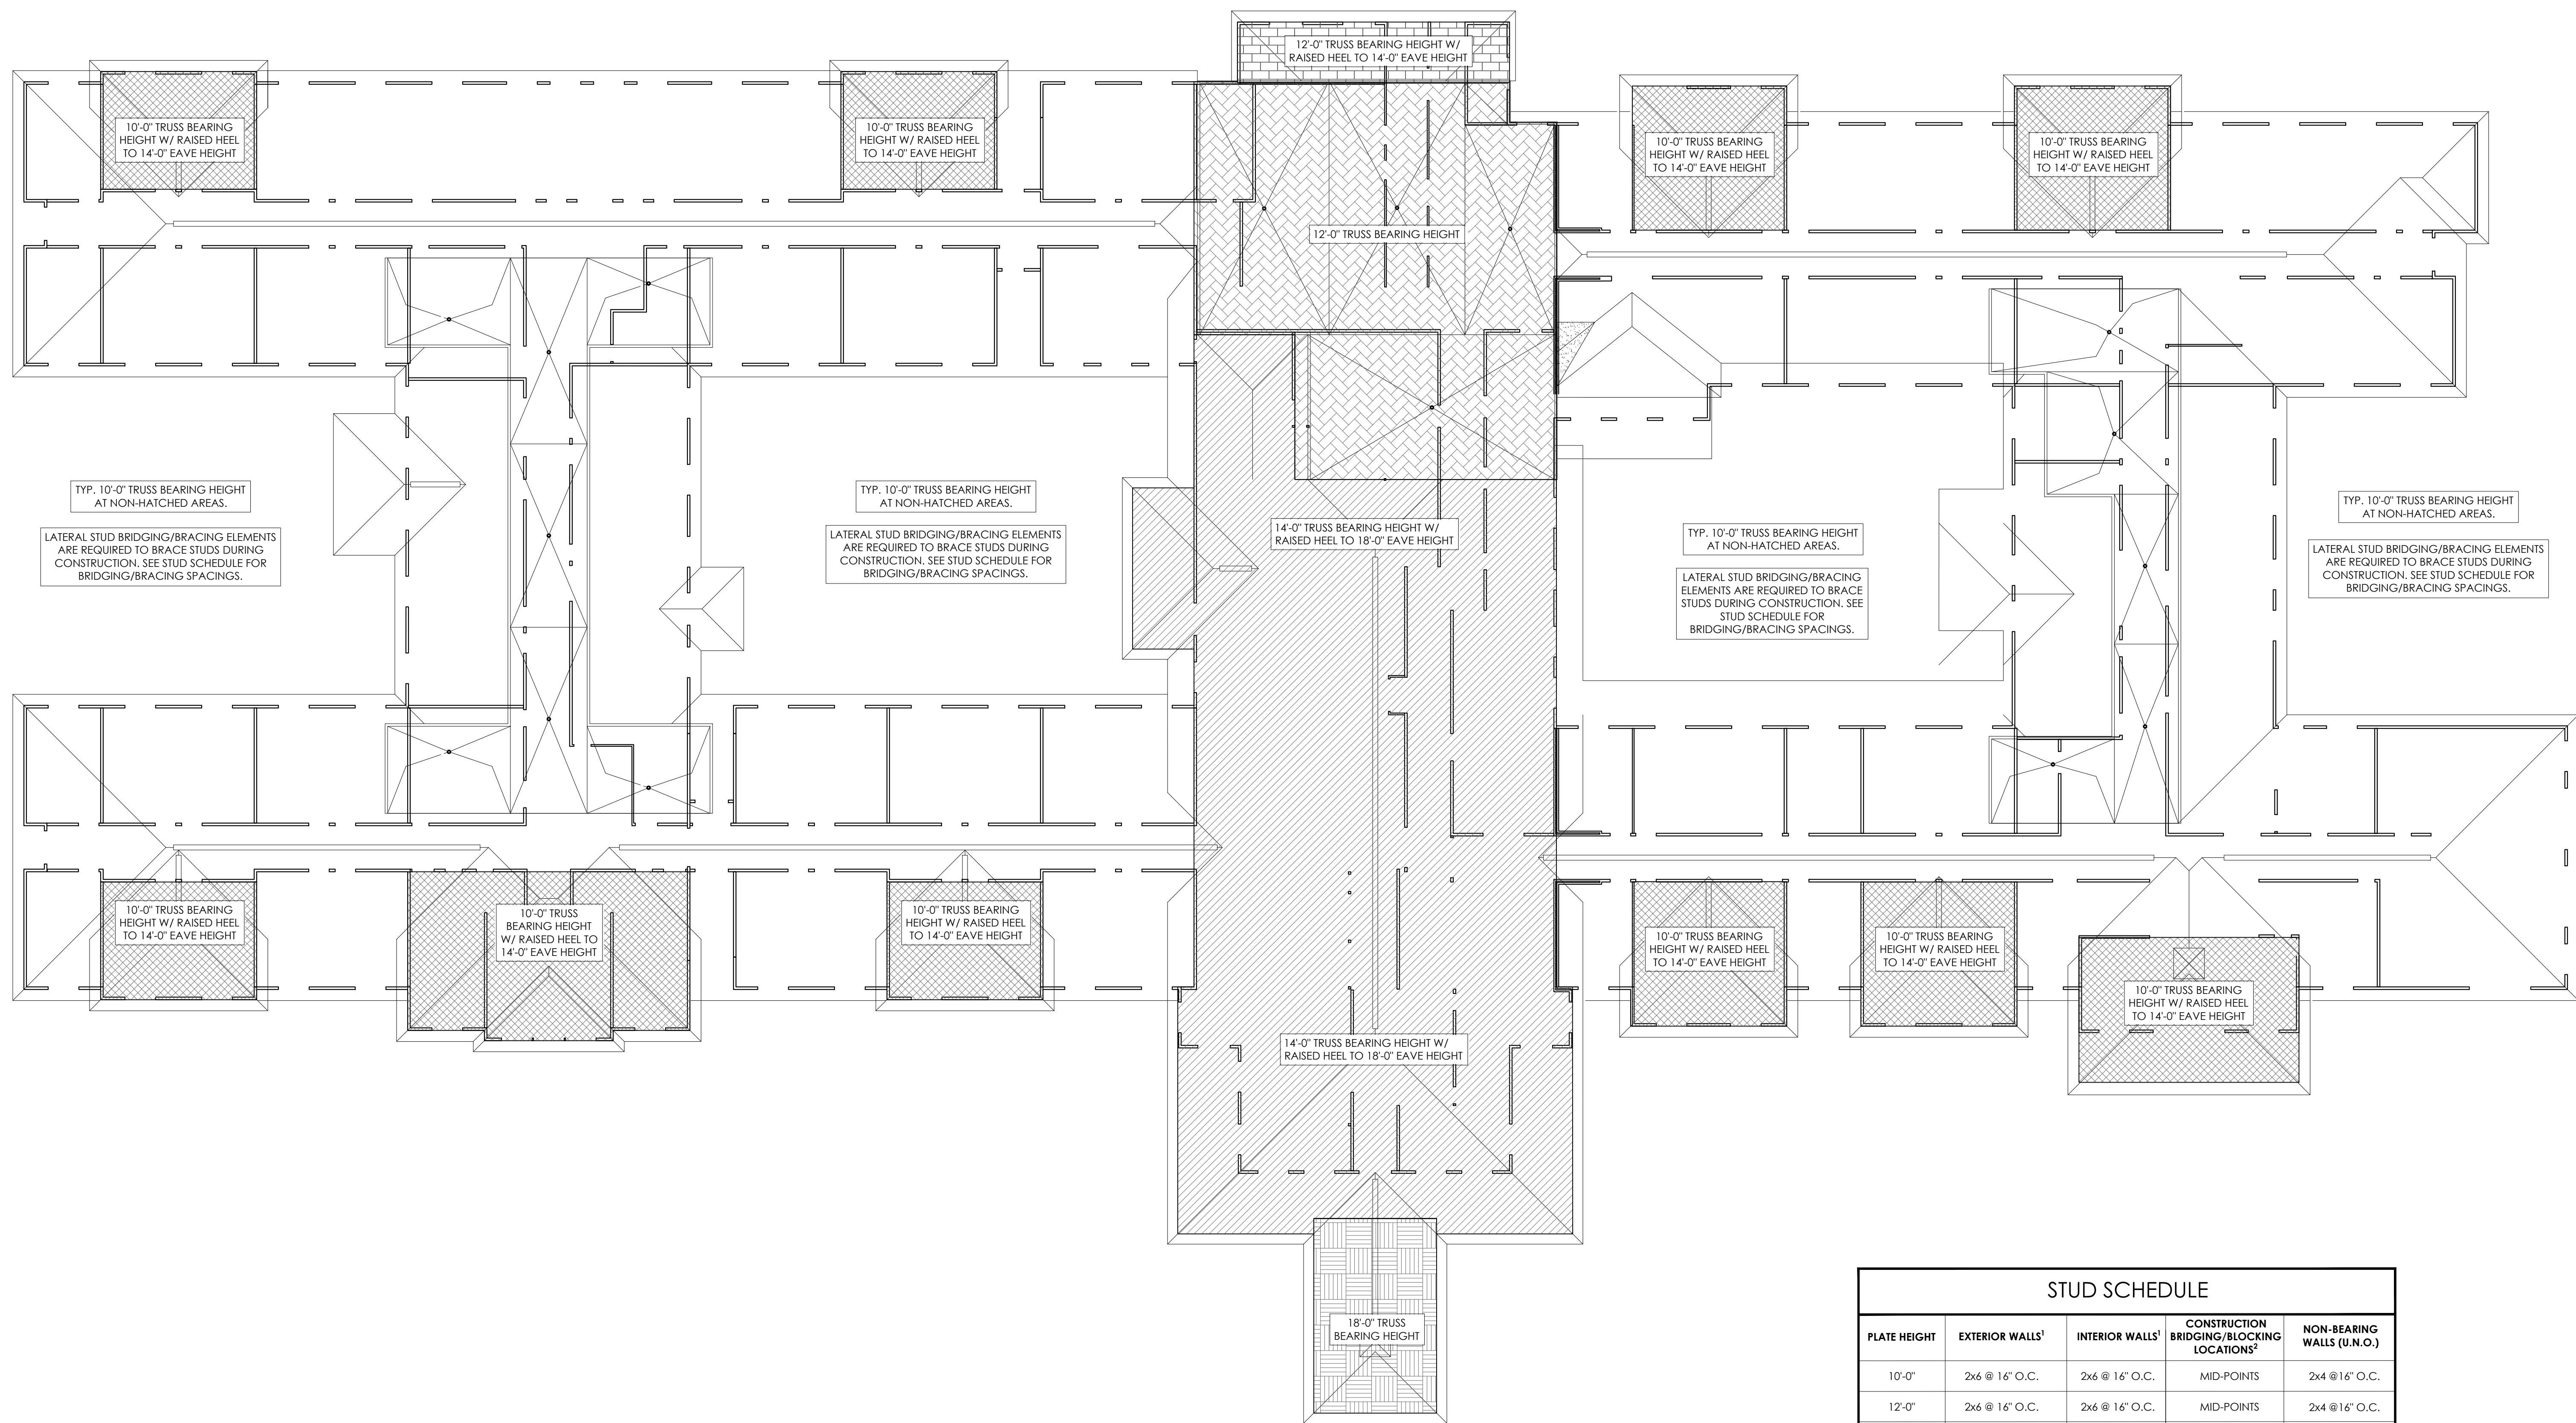 12'-0" TRUSS BEARING HEIGHT W/
RAISED HEEL TO 14'-0" EAVE HEIGHT
10'-0" TRUSS BEARING
HEIGHT W/ RAISED HEEL
TO 14'-0" EAVE HEIGHT
10'-0" TRUSS BEARING
HEIGHT W/ RAISED HEEL
TO 14'-0" EAVE HEIGHT
10'-0" TRUSS BEARING
HEIGHT W/ RAISED HEEL
TO 14'-0" EAVE HEIGHT
10'-0" TRUSS BEARING
HEIGHT W/ RAISED HEEL
TO 14'-0" EAVE HEIGHT
12'-0" TRUSS BEARING HEIGHT
TYP. 10'-0" TRUSS BEARING HEIGHT
AT NON-HATCHED AREAS.
LATERAL STUD BRIDGING/BRACING ELEMENTS
ARE REQUIRED TO BRACE STUDS DURING
CONSTRUCTION. SEE STUD SCHEDULE FOR
BRIDGING/BRACING SPACINGS.
TYP. 10'-0" TRUSS BEARING HEIGHT
AT NON-HATCHED AREAS.
LATERAL STUD BRIDGING/BRACING ELEMENTS
ARE REQUIRED TO BRACE STUDS DURING
CONSTRUCTION. SEE STUD SCHEDULE FOR
BRIDGING/BRACING SPACINGS.
14'-0" TRUSS BEARING HEIGHT W/
RAISED HEEL TO 18'-0" EAVE HEIGHT
TYP. 10'-0" TRUSS BEARING HEIGHT
AT NON-HATCHED AREAS.
LATERAL STUD BRIDGING/BRACING
ELEMENTS ARE REQUIRED TO BRACE
STUDS DURING CONSTRUCTION. SEE
STUD SCHEDULE FOR
BRIDGING/BRACING SPACINGS.
TYP. 10'-0" TRUSS BEARING HEIGHT
AT NON-HATCHED AREAS.
LATERAL STUD BRIDGING/BRACING ELEMENTS
ARE REQUIRED TO BRACE STUDS DURING
CONSTRUCTION. SEE STUD SCHEDULE FOR
BRIDGING/BRACING SPACINGS.
10'-0" TRUSS BEARING
HEIGHT W/ RAISED HEEL
TO 14'-0" EAVE HEIGHT
10'-0" TRUSS
BEARING HEIGHT
W/ RAISED HEEL TO
14'-0" EAVE HEIGHT
10'-0" TRUSS BEARING
HEIGHT W/ RAISED HEEL
TO 14'-0" EAVE HEIGHT
10'-0" TRUSS BEARING
HEIGHT W/ RAISED HEEL
TO 14'-0" EAVE HEIGHT
10'-0" TRUSS BEARING
HEIGHT W/ RAISED HEEL
TO 14'-0" EAVE HEIGHT
10'-0" TRUSS BEARING
HEIGHT W/ RAISED HEEL
TO 14'-0" EAVE HEIGHT
14'-0" TRUSS BEARING HEIGHT W/
RAISED HEEL TO 18'-0" EAVE HEIGHT
18'-0" TRUSS
BEARING HEIGHT
STUD SCHEDULE
PLATE HEIGHT EXTERIOR WALLS¹ INTERIOR WALLS¹ CONSTRUCTION BRIDGING/BLOCKING LOCATIONS² NON-BEARING WALLS (U.N.O.)
10'-0" 2x6 @ 16" O.C. 2x6 @ 16" O.C. MID-POINTS 2x4 @16" O.C.
12'-0" 2x6 @ 16" O.C. 2x6 @ 16" O.C. MID-POINTS 2x4 @16" O.C.